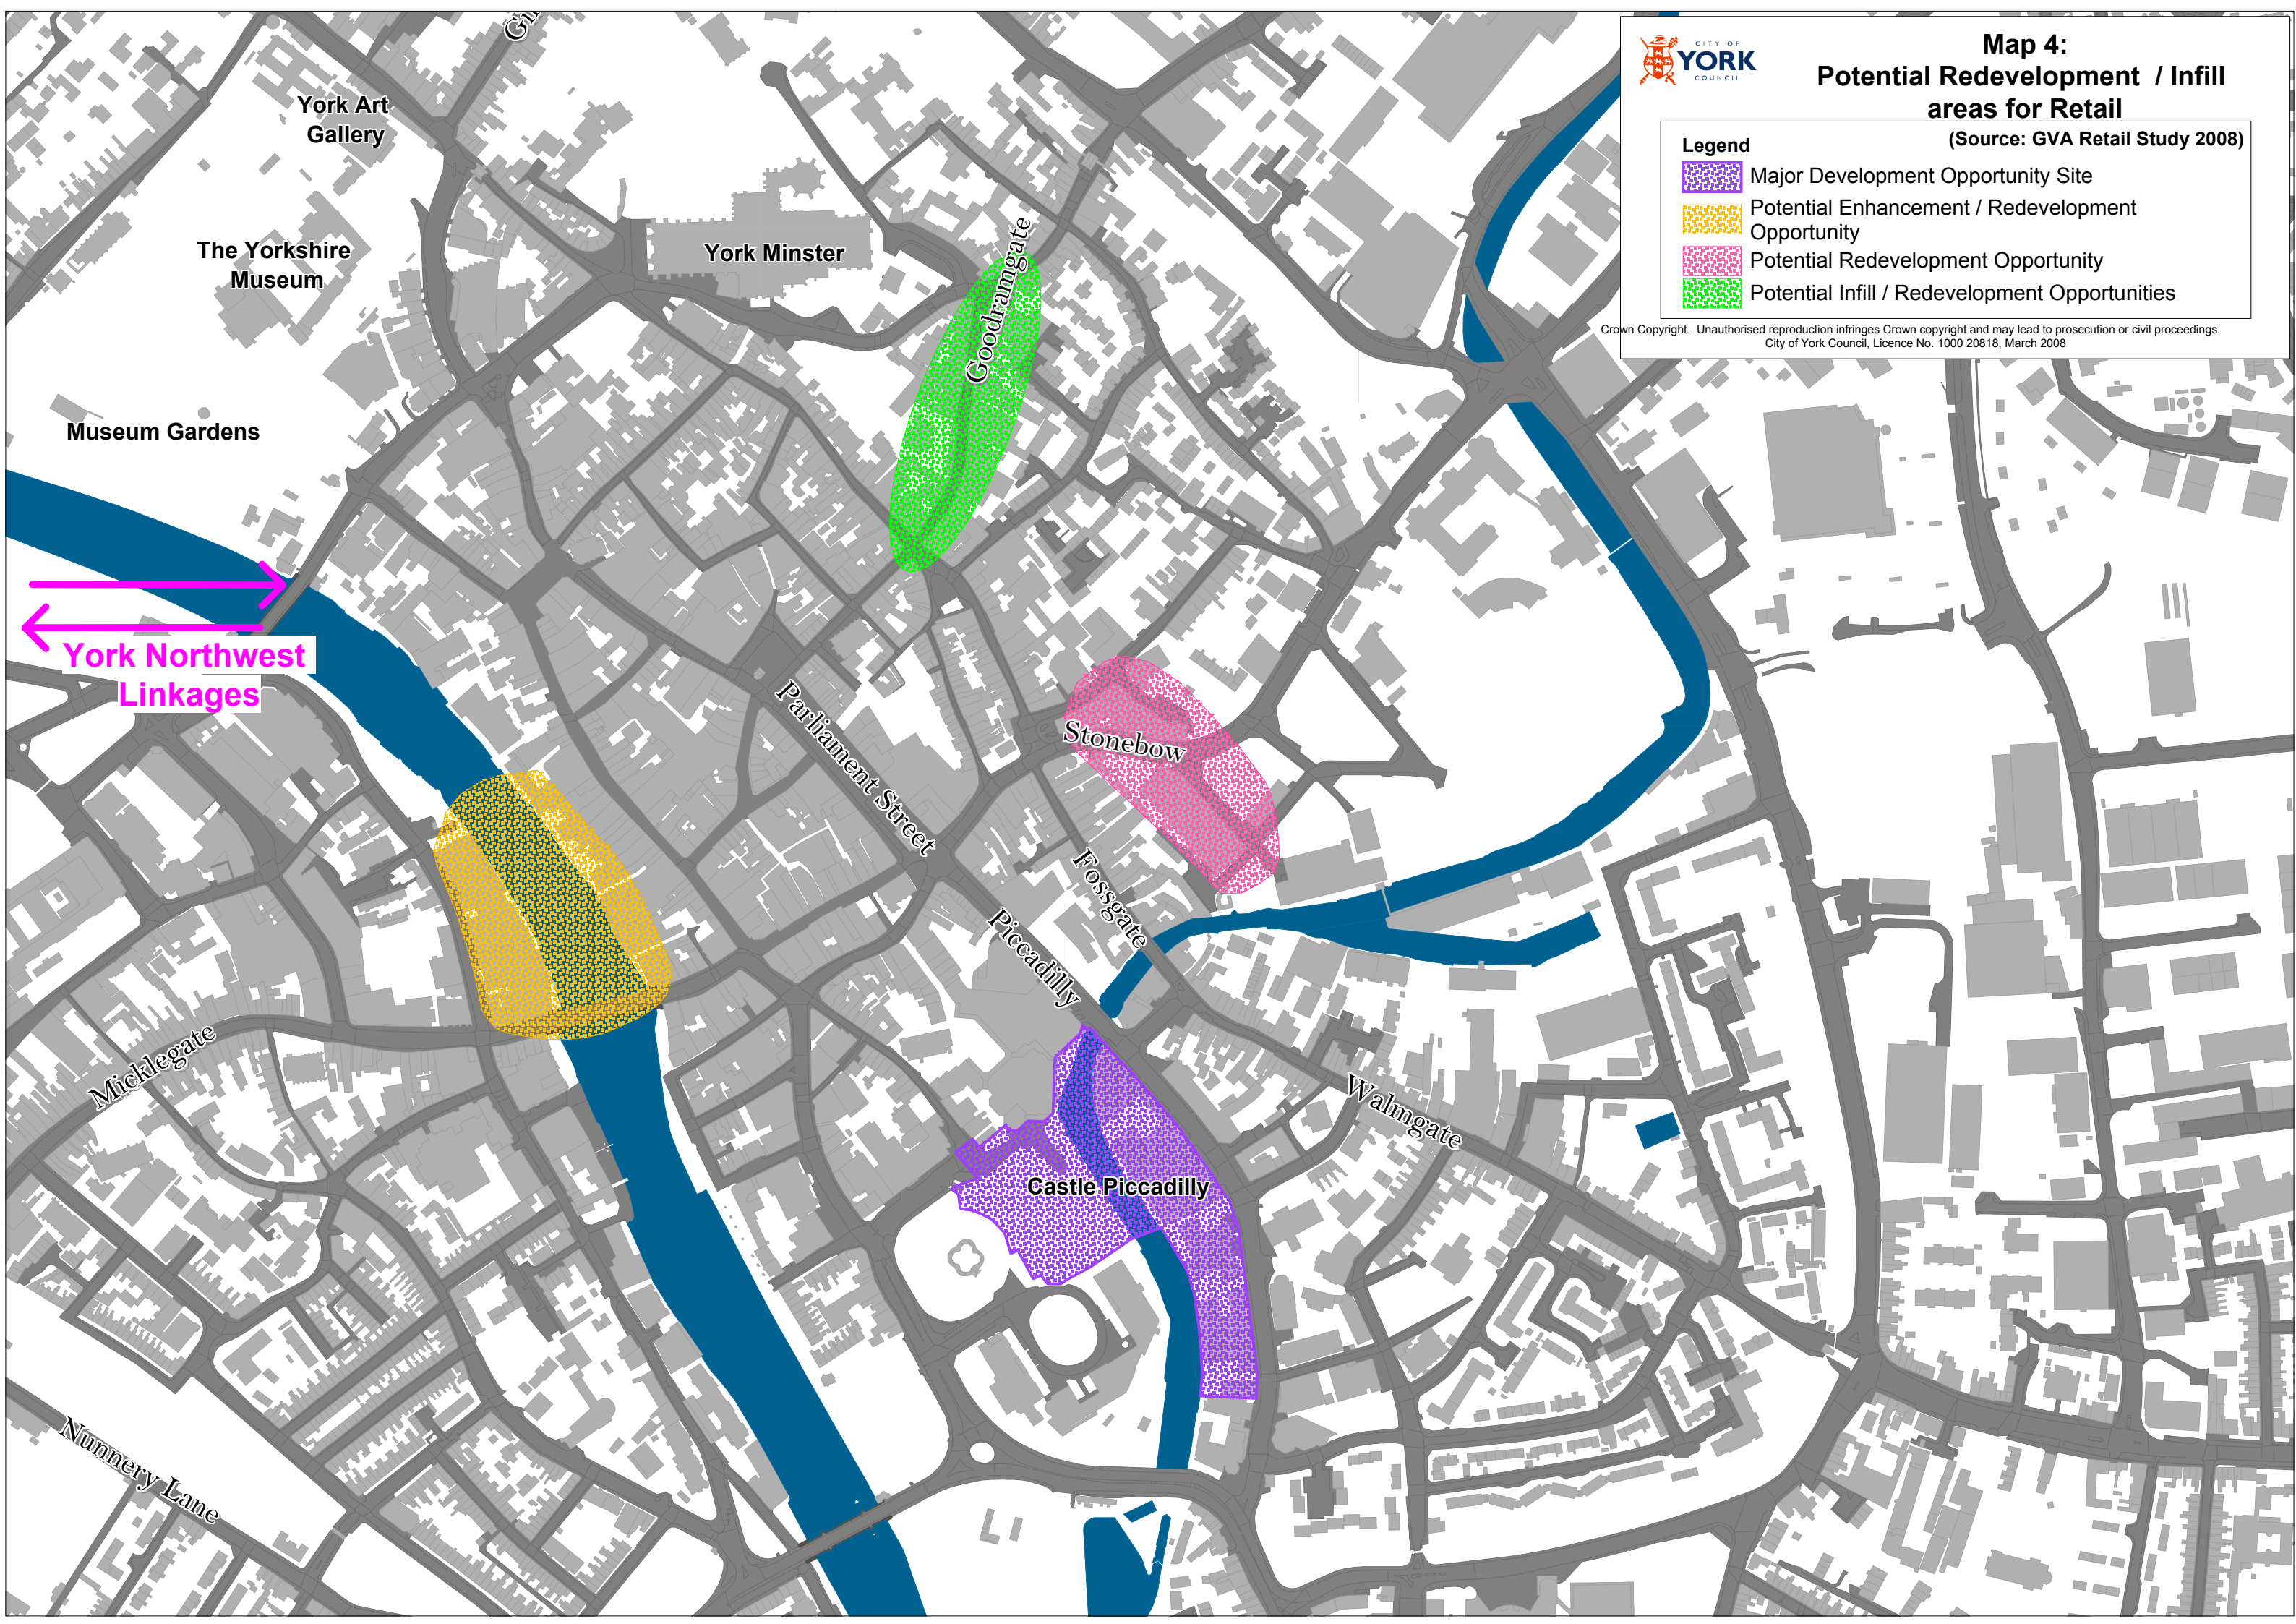 CITY OF
YORK
COUNCIL
Map 4:
Potential Redevelopment / Infill
areas for Retail
(Source: GVA Retail Study 2008)
Legend
Major Development Opportunity Site
Potential Enhancement / Redevelopment
Opportunity
Potential Redevelopment Opportunity
Potential Infill / Redevelopment Opportunities
Crown Copyright. Unauthorised reproduction infringes Crown copyright and may lead to prosecution or civil proceedings.
City of York Council, Licence No. 1000 20818, March 2008
York Art
Gallery
The Yorkshire
Museum
York Minster
Goodramgate
Museum Gardens
York Northwest
Linkages
Parliament Street
Stonebow
Fossgate
Piccadilly
Micklegate
Walmgate
Castle Piccadilly
Nunnery Lane